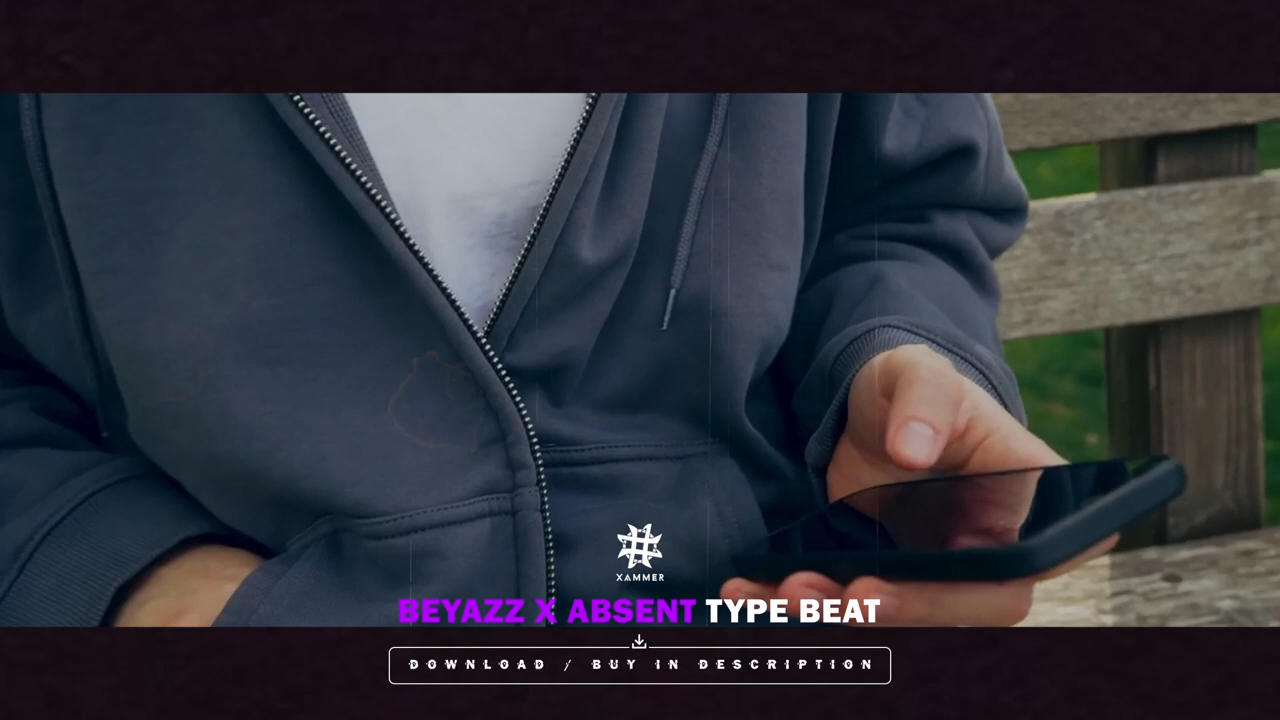 XAMMER
BEYAZZ X ABSENT TYPE BEAT
DOWNLOAD / BUY IN DESCRIPTION